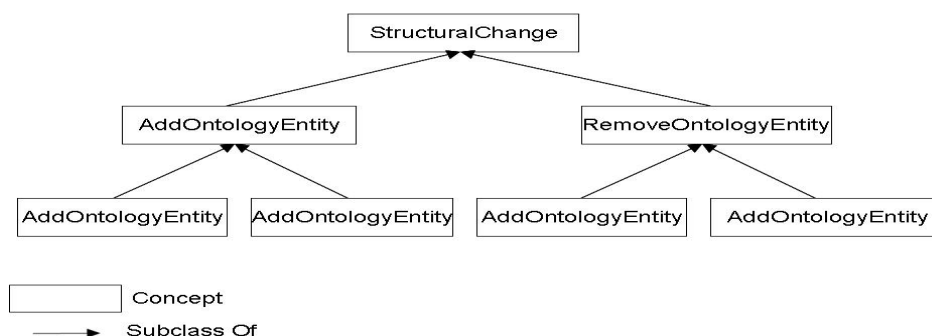 StructuralChange
AddOntologyEntity
RemoveOntologyEntity
AddOntologyEntity
AddOntologyEntity
AddOntologyEntity
AddOntologyEntity
Concept
Subclass Of